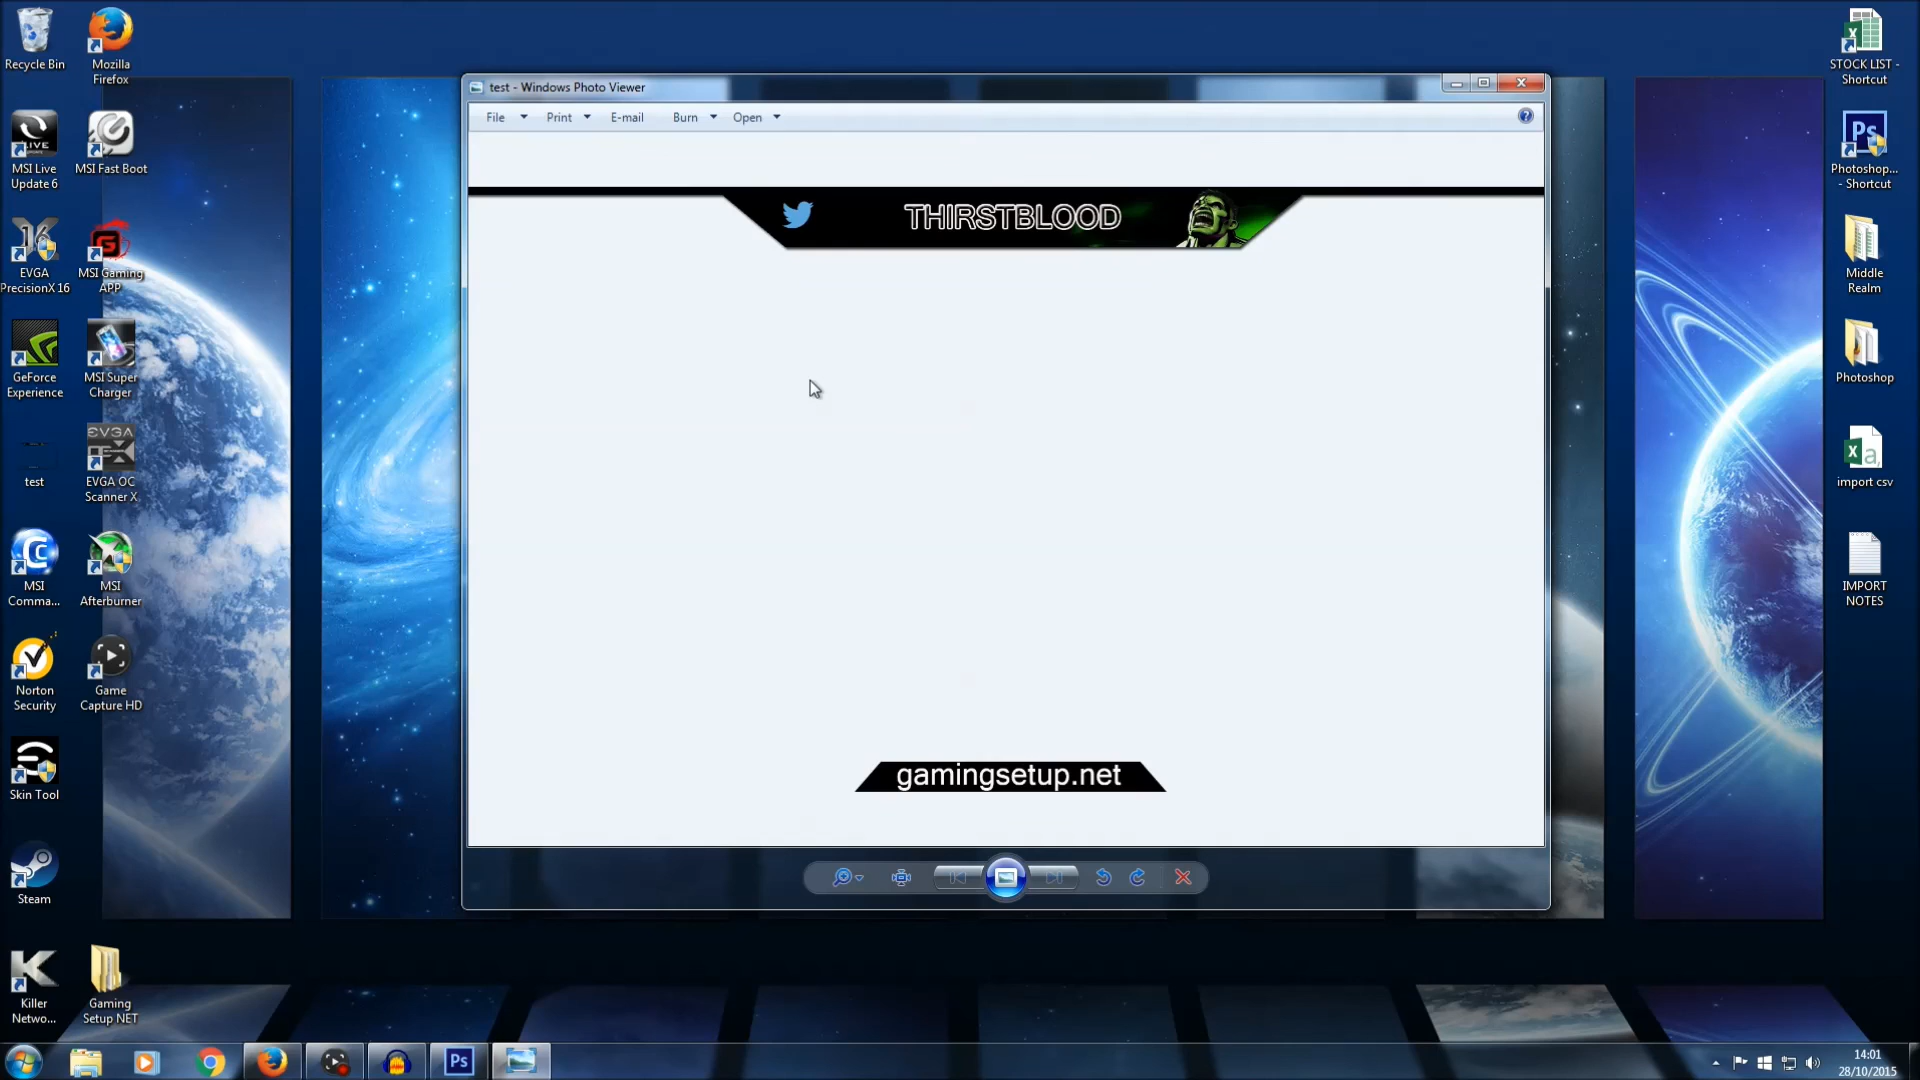 Recycle Bin
Mozilla
Firefox
MSI Live
Update 6
MSI Fast Boot
EVGA
PrecisionX 16
MSI Gaming
APP
GeForce
Experience
MSI Super
Charger
test
EVGA OC
Scanner X
MSI
Comma...
MSI
Afterburner
Norton
Security
Game
Capture HD
Skin Tool
Steam
Killer
Netwo...
Gaming
Setup NET
test - Windows Photo Viewer
File
Print
E-mail
Burn
Open
THIRSTBLOOD
gamingsetup.net
STOCK LIST -
Shortcut
Photoshop...
- Shortcut
Middle
Realm
Photoshop
import csv
IMPORT
NOTES
Ps
14:01
28/10/2015